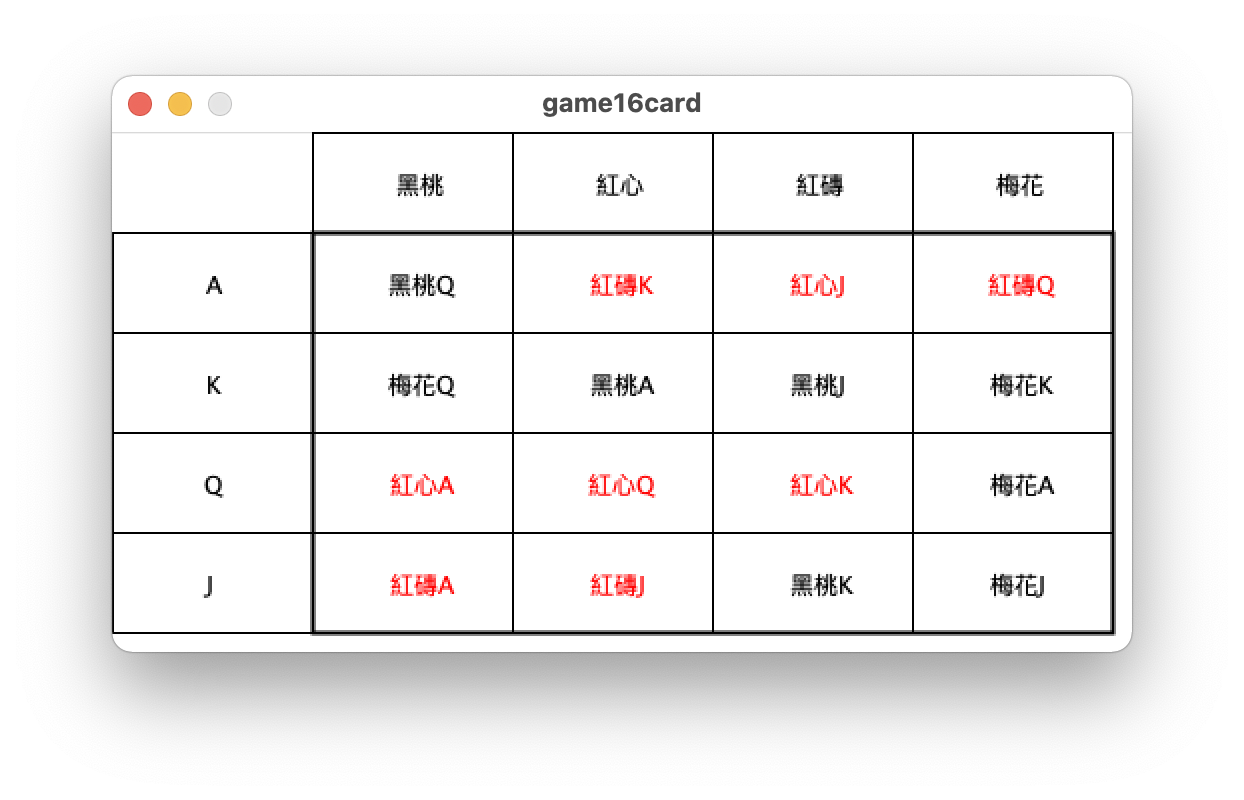 game16card
黑桃 紅心 紅磚 梅花
A 黑桃Q 紅磚K 紅心J 紅磚Q
K 梅花Q 黑桃A 黑桃J 梅花K
Q 紅心A 紅心Q 紅心K 梅花A
J 紅磚A 紅磚J 黑桃K 梅花J